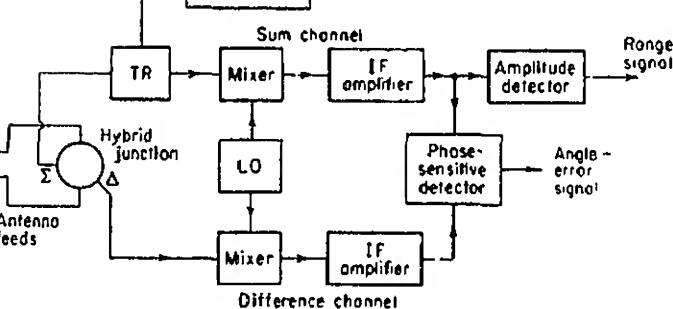 Sum channel
TR
Mixer
IF
amplifier
Amplitude
detector
Range
signal
Hybrid
junction
Σ
Δ
LO
Phase-
sensitive
detector
Angle-
error
signal
Antenna
feeds
Mixer
IF
amplifier
Difference channel